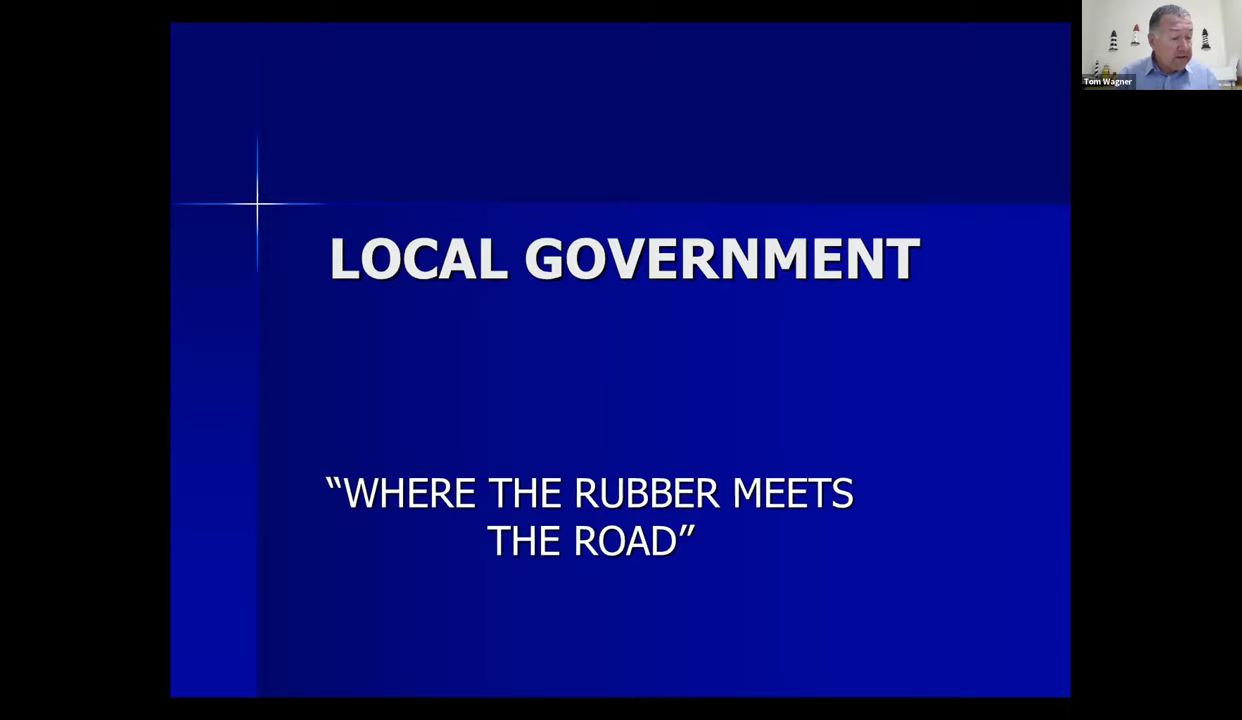 Tom Wagner
LOCAL GOVERNMENT
“WHERE THE RUBBER MEETS
THE ROAD”